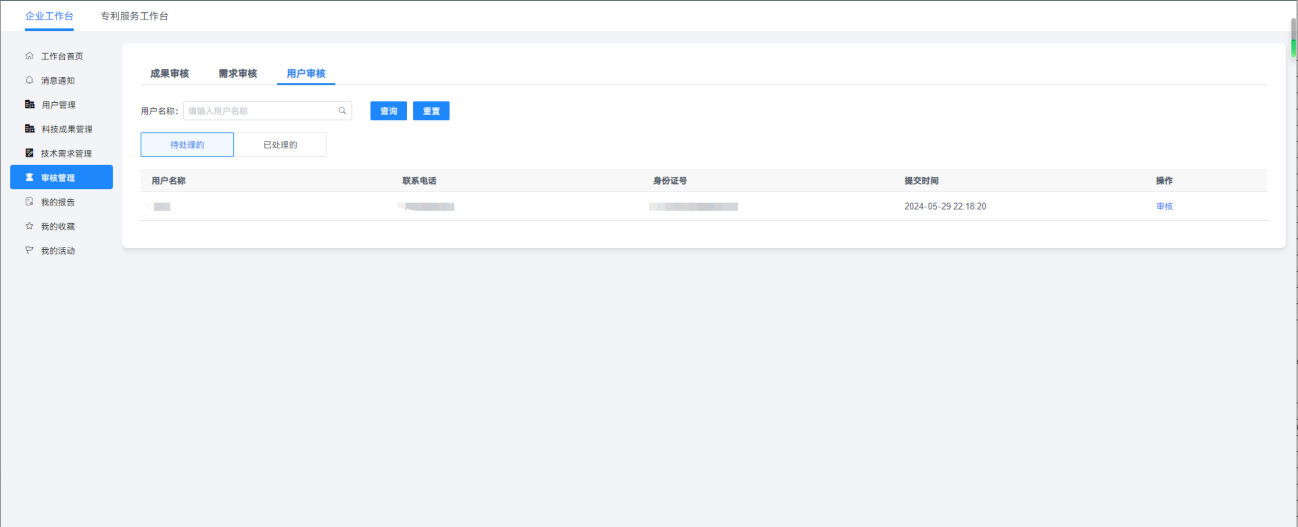 企业工作台 专利服务工作台
工作台首页
消息通知
用户管理
科技成果管理
技术需求管理
审核管理
我的报告
我的收藏
我的活动
成果审核 需求审核 用户审核
用户名称: 请输入用户名称 查询 重置
待处理的 已处理的
用户名称 联系电话 身份证号 提交时间 操作
2024-05-29 22:18:20 审核